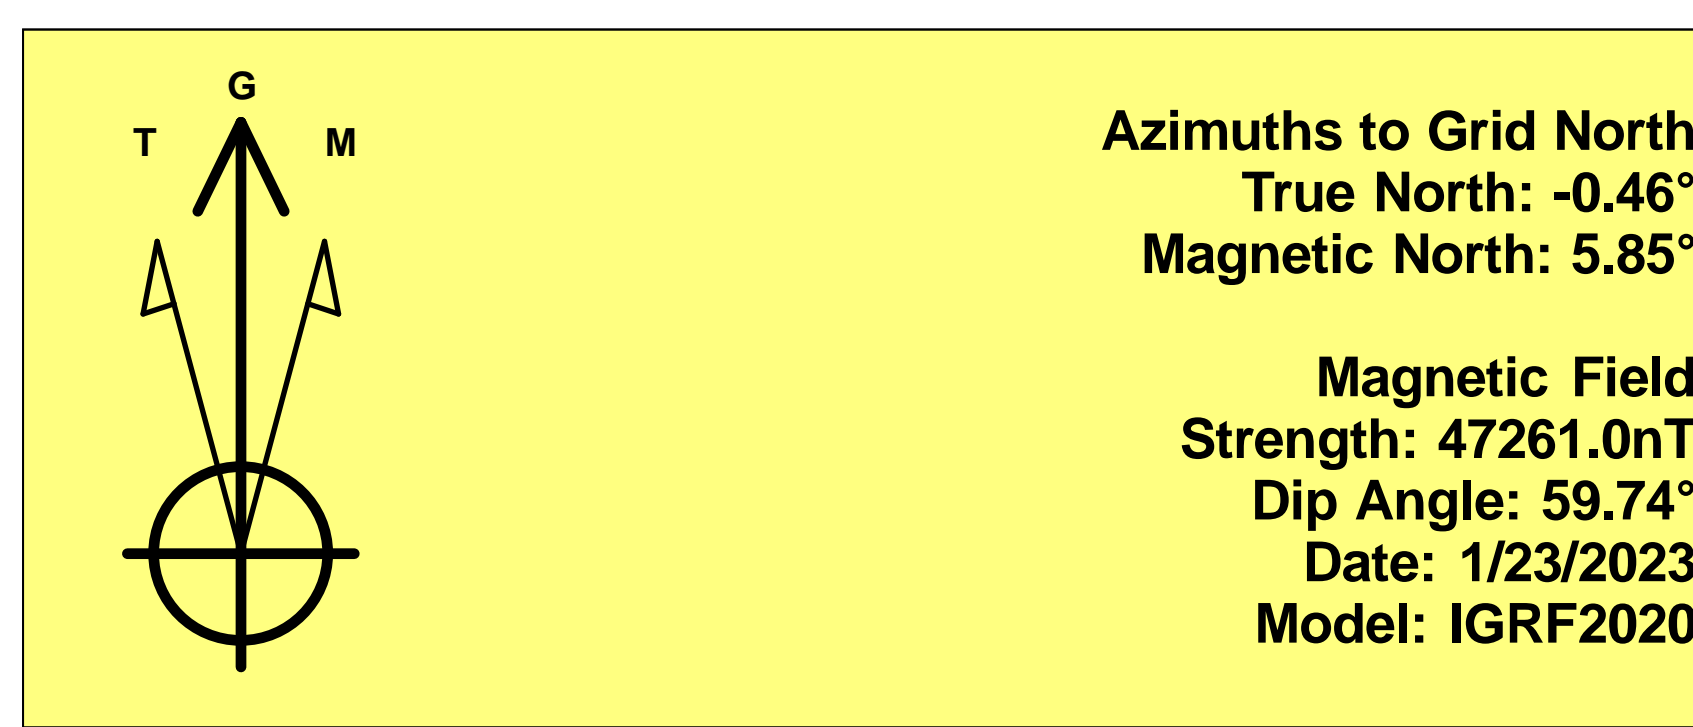 G
T M
Azimuths to Grid North
True North: -0.46°
Magnetic North: 5.85°
Magnetic Field
Strength: 47261.0nT
Dip Angle: 59.74°
Date: 1/23/2023
Model: IGRF2020